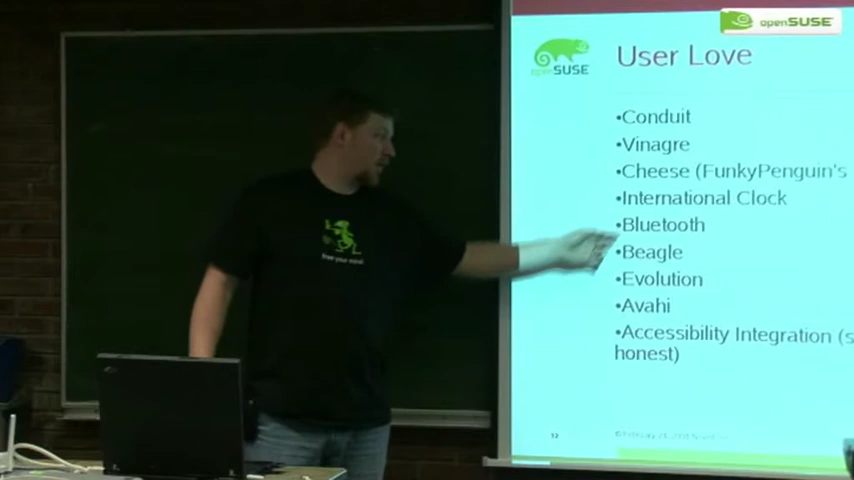 openSUSE
openSUSE
User Love
•Conduit
•Vinagre
•Cheese (FunkyPenguin's
•International Clock
•Bluetooth
•Beagle
•Evolution
•Avahi
•Accessibility Integration (s
honest)
free your mind
12